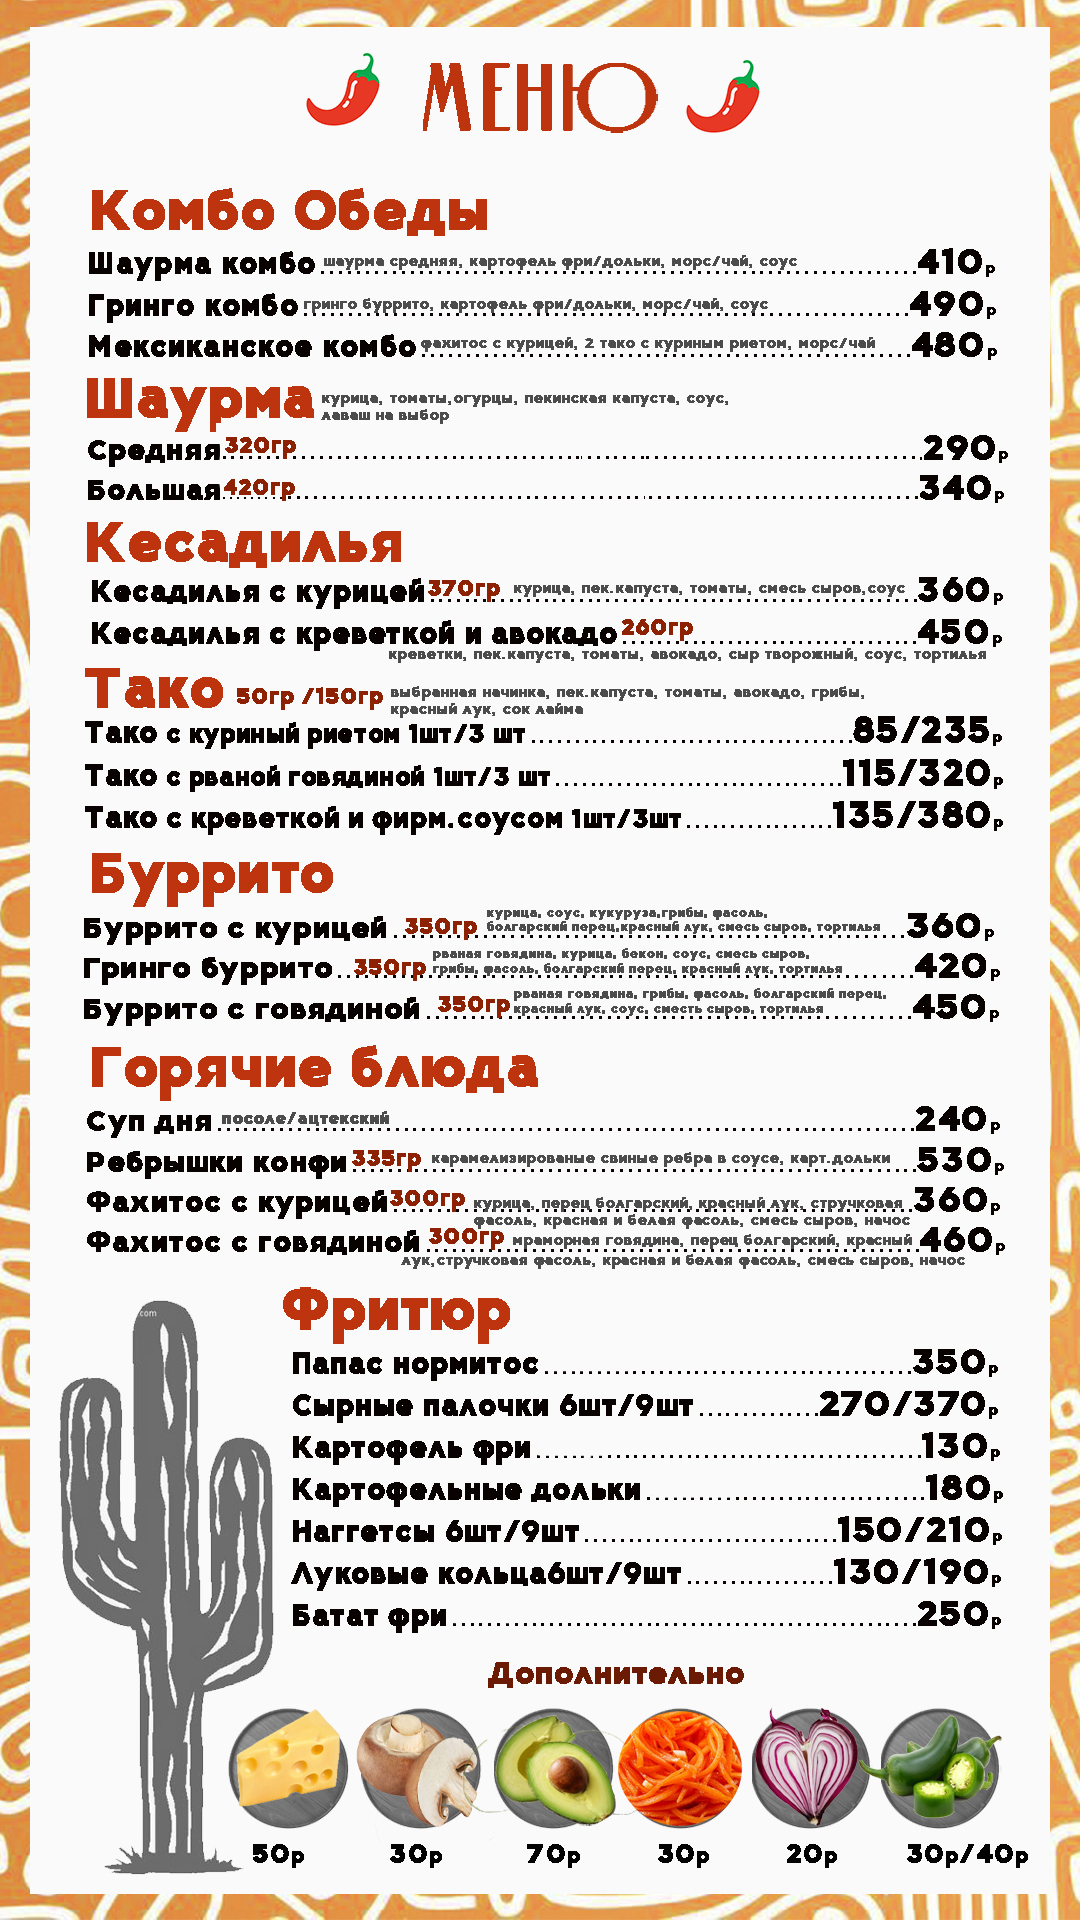 МЕНЮ
Комбо Обеды
Шаурма комбо шаурма средняя, картофель фри/дольки, морс/чай, соус 410р
Гринго комбо гринго буррито, картофель фри/дольки, морс/чай, соус 490р
Мексиканское комбо фахитос с курицей, 2 тако с куриным риетом, морс/чай 480р
Шаурма курица, томаты,огурцы, пекинская капуста, соус,
лаваш на выбор
Средняя 320гр 290р
Большая 420гр 340р
Кесадилья
Кесадилья с курицей 370гр курица, пек.капуста, томаты, смесь сыров,соус 360р
Кесадилья с креветкой и авокадо 260гр 450р
креветки, пек.капуста, томаты, авокадо, сыр творожный, соус, тортилья
Тако 50гр /150гр выбранная начинка, пек.капуста, томаты, авокадо, грибы,
красный лук, сок лайма
Тако с куриный риетом 1шт/3 шт 85/235р
Тако с рваной говядиной 1шт/3 шт 115/320р
Тако с креветкой и фирм.соусом 1шт/3шт 135/380р
Буррито
курица, соус, кукуруза,грибы, фасоль,
Буррито с курицей 350гр болгарский перец,красный лук, смесь сыров, тортилья 360р
рваная говядина, курица, бекон, соус, смесь сыров,
Гринго буррито 350гр грибы, фасоль, болгарский перец, красный лук, тортилья 420р
рваная говядина, грибы, фасоль, болгарский перец,
Буррито с говядиной 350гр красный лук, соус, сместь сыров, тортилья 450р
Горячие блюда
Суп дня посоле/ацтекский 240р
Ребрышки конфи 335гр карамелизированые свиные ребра в соусе, карт.дольки 530р
Фахитос с курицей 300гр курица, перец болгарский, красный лук, стручковая 360р
фасоль, красная и белая фасоль, смесь сыров, начос
Фахитос с говядиной 300гр мраморная говядина, перец болгарский, красный 460р
лук,стручковая фасоль, красная и белая фасоль, смесь сыров, начос
Фритюр
com
Папас нормитос 350р
Сырные палочки 6шт/9шт 270/370р
Картофель фри 130р
Картофельные дольки 180р
Наггетсы 6шт/9шт 150/210р
Луковые кольца6шт/9шт 130/190р
Батат фри 250р
Дополнительно
50р 30р 70р 30р 20р 30р/40р